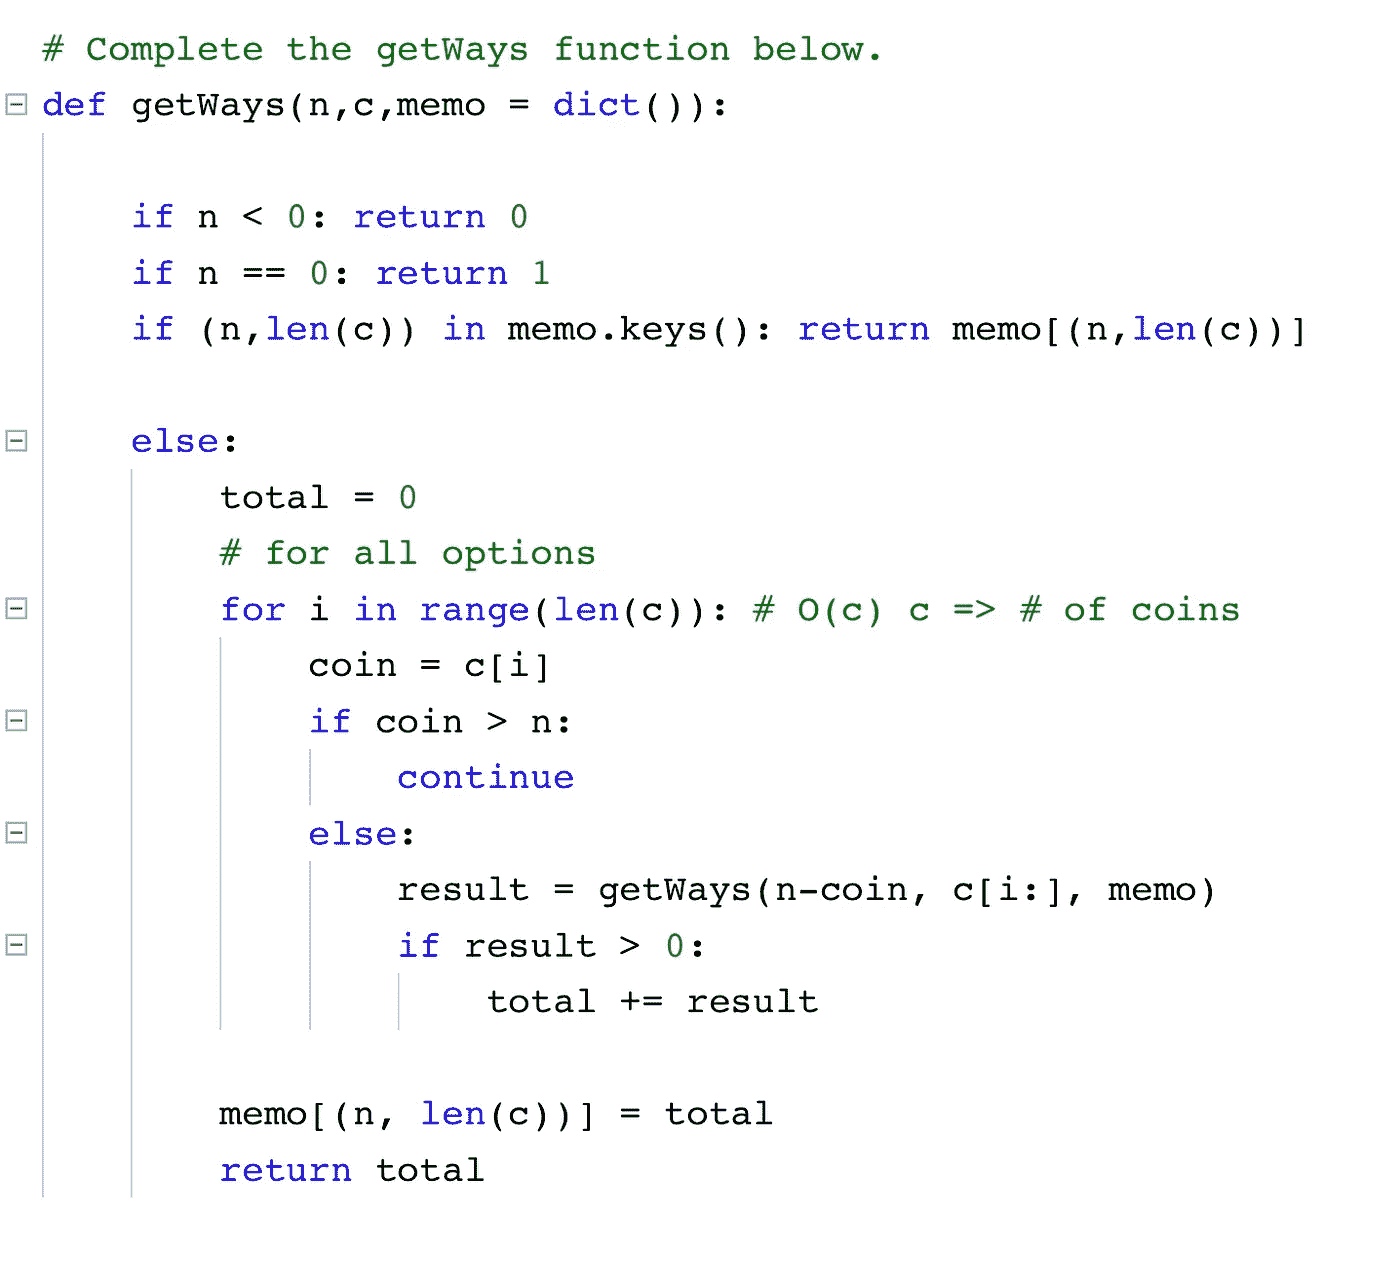 # Complete the getWays function below.
def getWays(n,c,memo = dict()):
    if n < 0: return 0
    if n == 0: return 1
    if (n,len(c)) in memo.keys(): return memo[(n,len(c))]
    else:
        total = 0
        # for all options
        for i in range(len(c)): # O(c) c => # of coins
            coin = c[i]
            if coin > n:
                continue
            else:
                result = getWays(n-coin, c[i:], memo)
                if result > 0:
                    total += result
        memo[(n, len(c))] = total
        return total